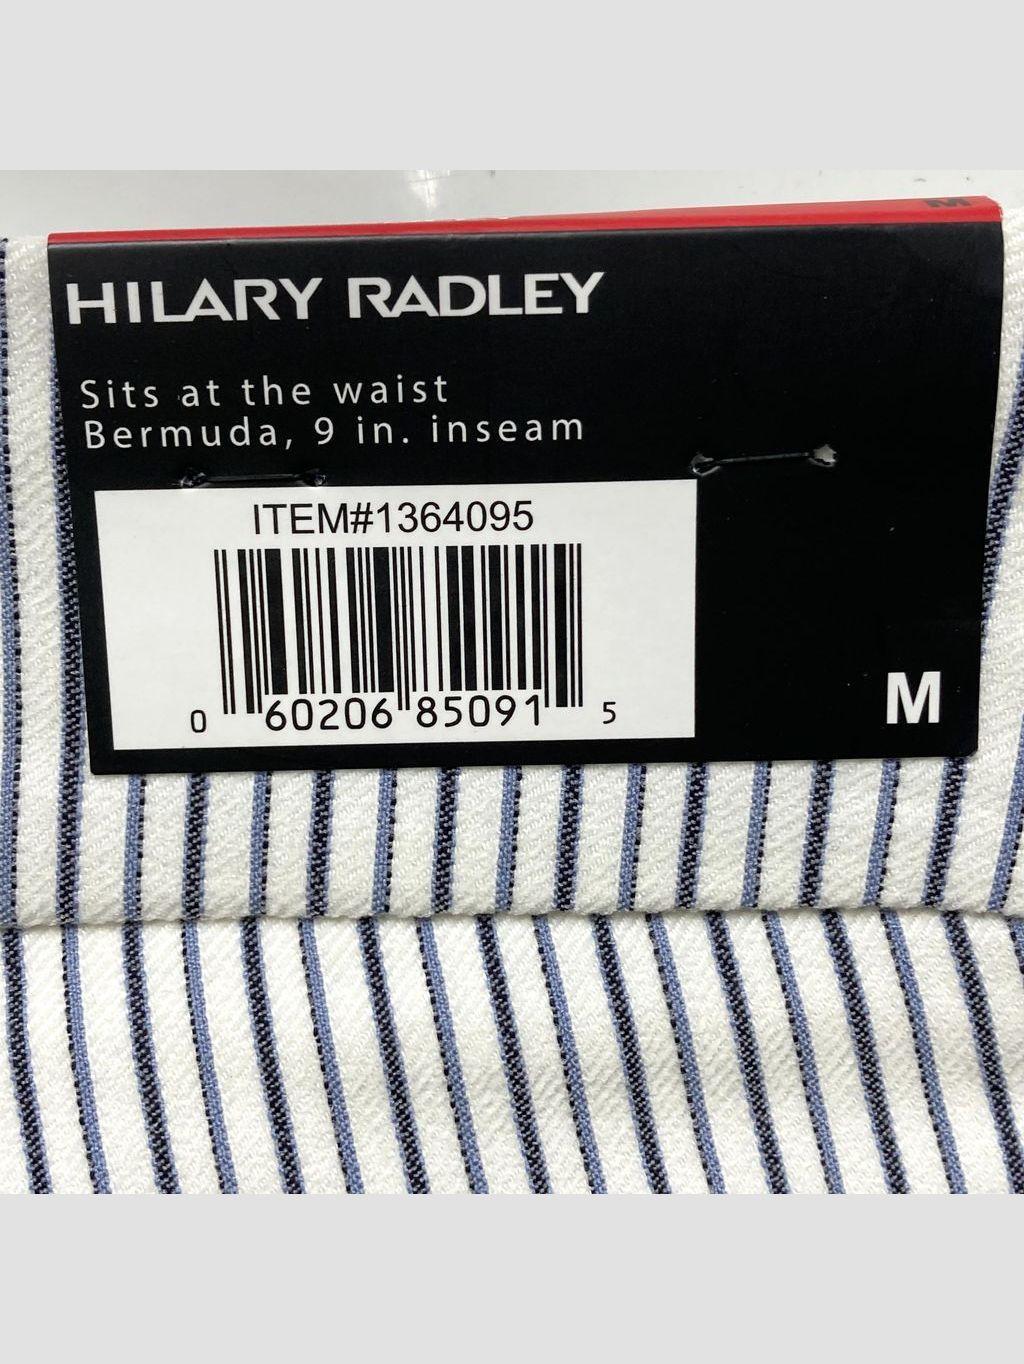 M
HILARY RADLEY
Sits at the waist
Bermuda, 9 in. inseam
ITEM#1364095
0 60206 85091 5
M